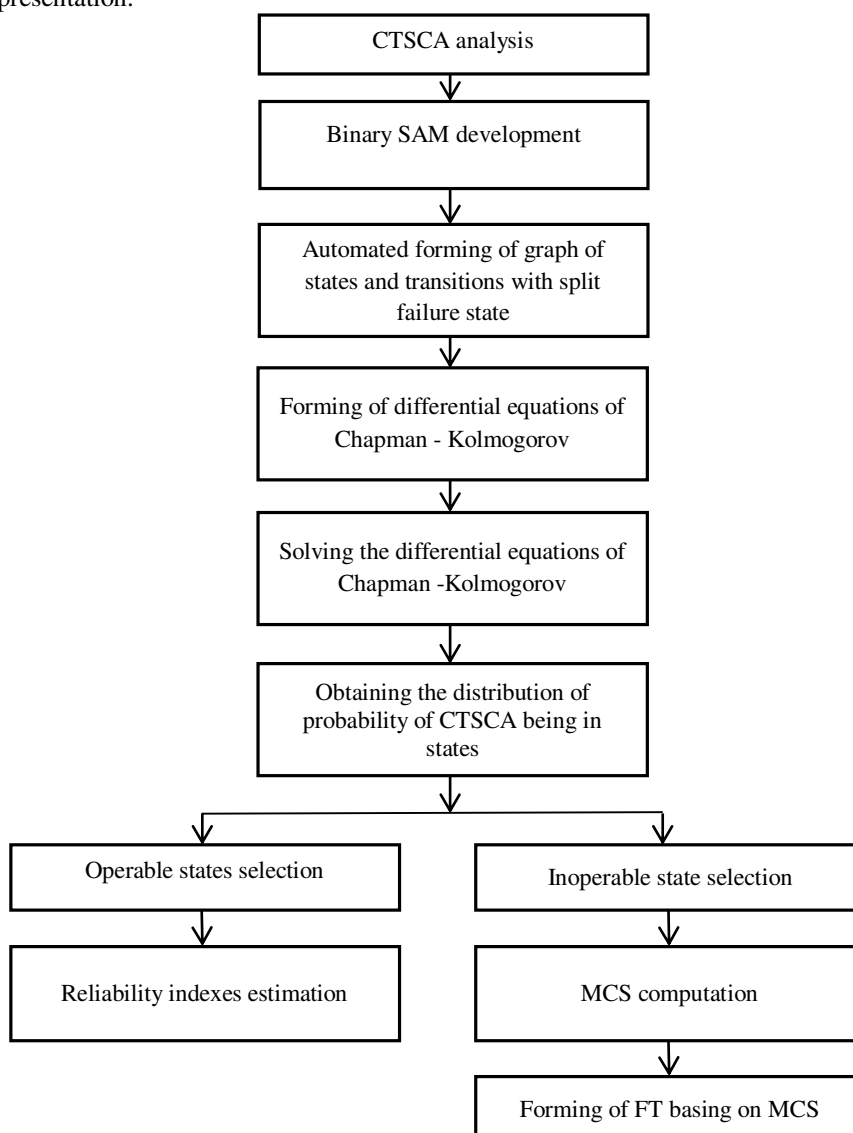 presentation.
CTSCA analysis
Binary SAM development
Automated forming of graph of
states and transitions with split
failure state
Forming of differential equations of
Chapman - Kolmogorov
Solving the differential equations of
Chapman -Kolmogorov
Obtaining the distribution of
probability of CTSCA being in
states
Operable states selection
Inoperable state selection
Reliability indexes estimation
MCS computation
Forming of FT basing on MCS